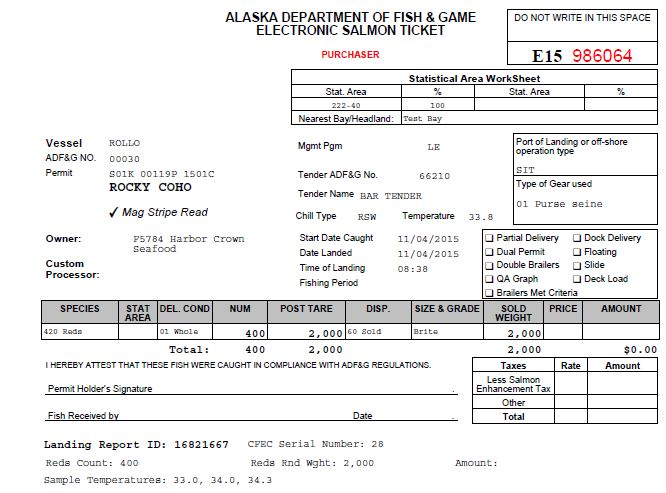 ALASKA DEPARTMENT OF FISH & GAME
ELECTRONIC SALMON TICKET
DO NOT WRITE IN THIS SPACE
PURCHASER
E15 986064
Statistical Area WorkSheet
Stat. Area % Stat. Area %
222-40 100
Nearest Bay/Headland: Test Bay
Vessel ROLLO
ADF&G NO. 00030
Permit S01K 00119P 1501C
ROCKY COHO
✓ Mag Stripe Read
Mgmt Pgm LE
Tender ADF&G No. 66210
Tender Name BAR TENDER
Chill Type RSW Temperature 33.8
Port of Landing or off-shore
operation type
SIT
Type of Gear used
01 Purse seine
Owner: F5784 Harbor Crown
Seafood
Custom
Processor:
Start Date Caught 11/04/2015
Date Landed 11/04/2015
Time of Landing 08:38
Fishing Period
Partial Delivery Dock Delivery
Dual Permit Floating
Double Brailers Slide
QA Graph Deck Load
Brailers Met Criteria
SPECIES STAT AREA DEL. COND NUM POST TARE DISP. SIZE & GRADE SOLD WEIGHT PRICE AMOUNT
420 Reds 01 Whole 400 2,000 60 Sold Brite 2,000
Total: 400 2,000 2,000 $0.00
I HEREBY ATTEST THAT THESE FISH WERE CAUGHT IN COMPLIANCE WITH ADF&G REGULATIONS.
Permit Holder's Signature .
Fish Received by Date .
Taxes Rate Amount
Less Salmon
Enhancement Tax
Other
Total
Landing Report ID: 16821667 CFEC Serial Number: 28
Reds Count: 400 Reds Rnd Wght: 2,000 Amount:
Sample Temperatures: 33.0, 34.0, 34.3